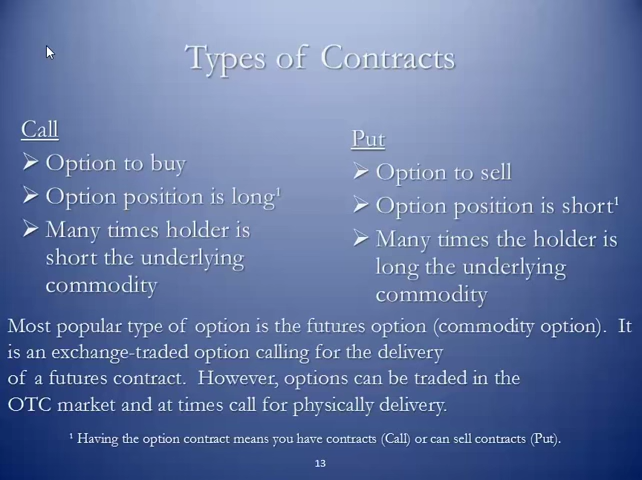 Types of Contracts
Call
➢ Option to buy
➢ Option position is long¹
➢ Many times holder is
short the underlying
commodity
Put
➢ Option to sell
➢ Option position is short¹
➢ Many times the holder is
long the underlying
commodity
Most popular type of option is the futures option (commodity option). It
is an exchange-traded option calling for the delivery
of a futures contract. However, options can be traded in the
OTC market and at times call for physically delivery.
¹ Having the option contract means you have contracts (Call) or can sell contracts (Put).
13